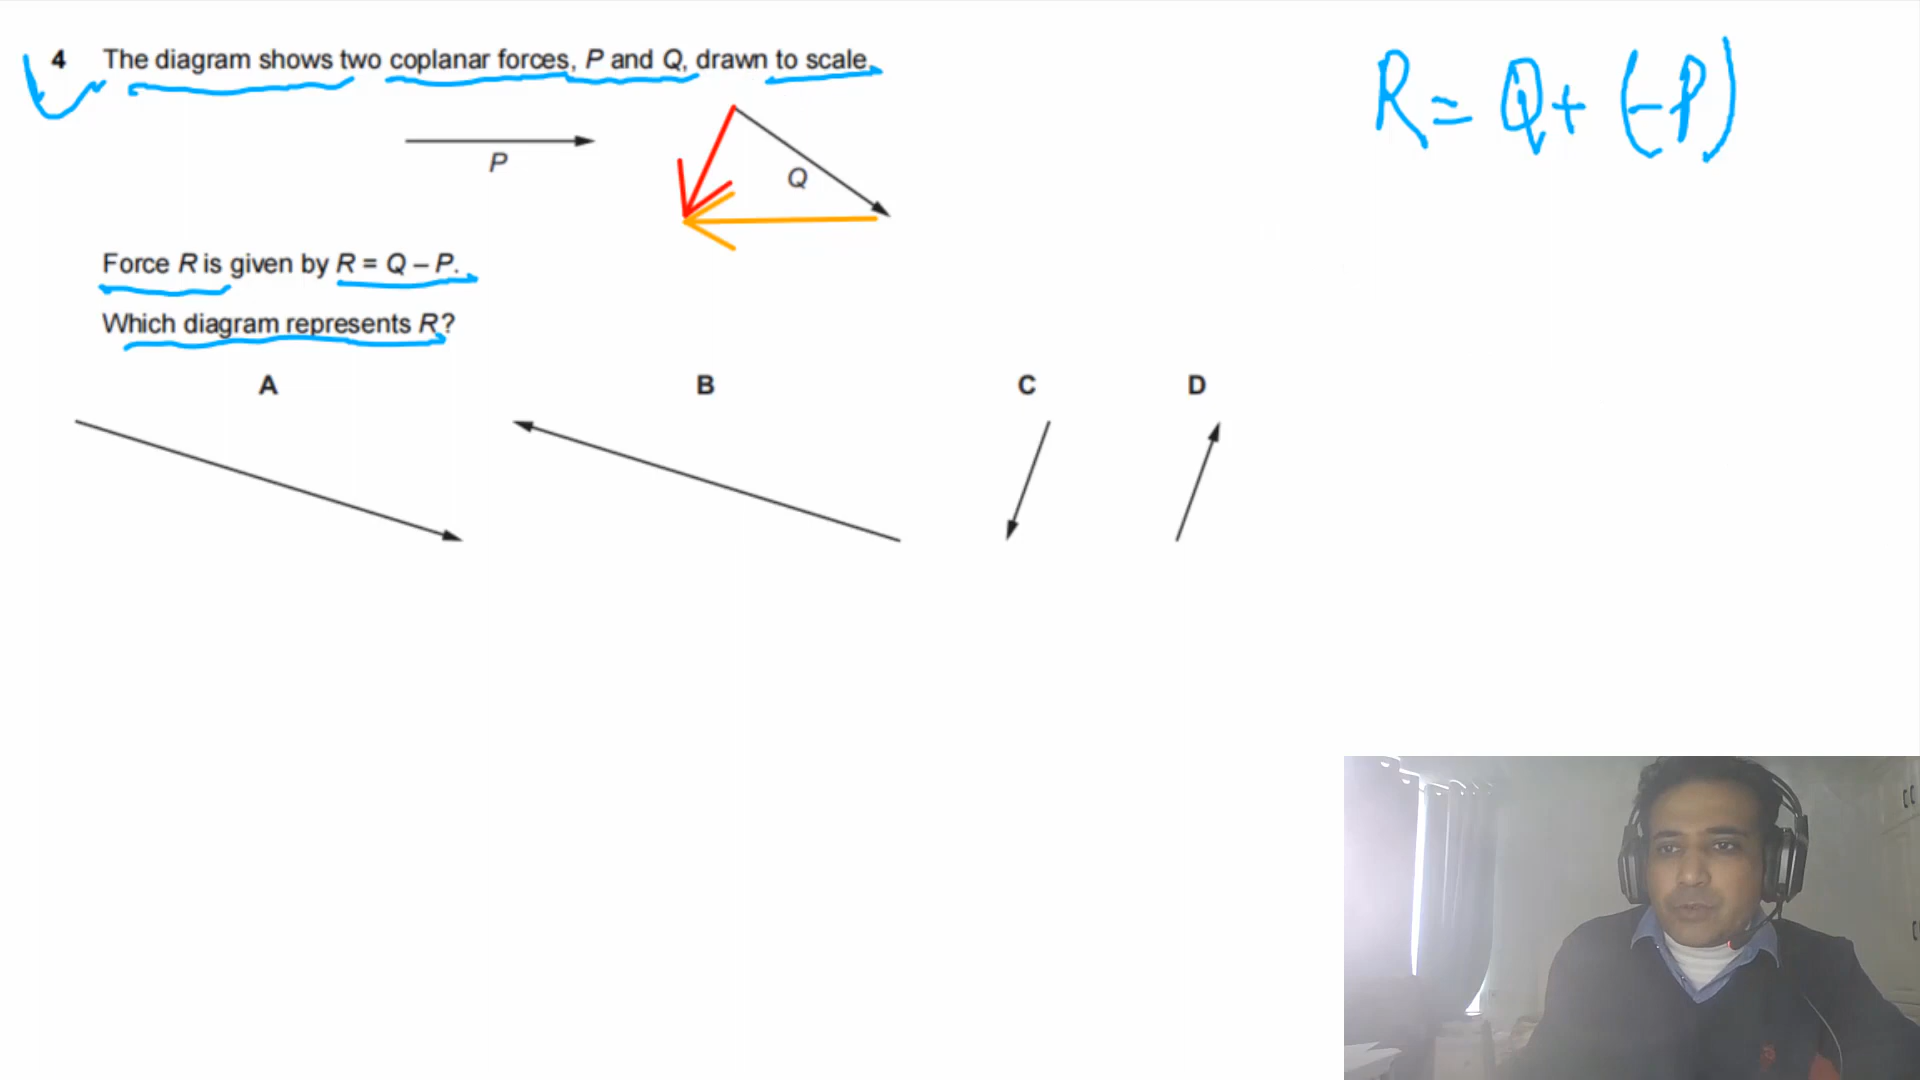 4 The diagram shows two coplanar forces, P and Q, drawn to scale.
R = Q + (-P)
P
Q
Force R is given by R = Q – P.
Which diagram represents R?
A B C D